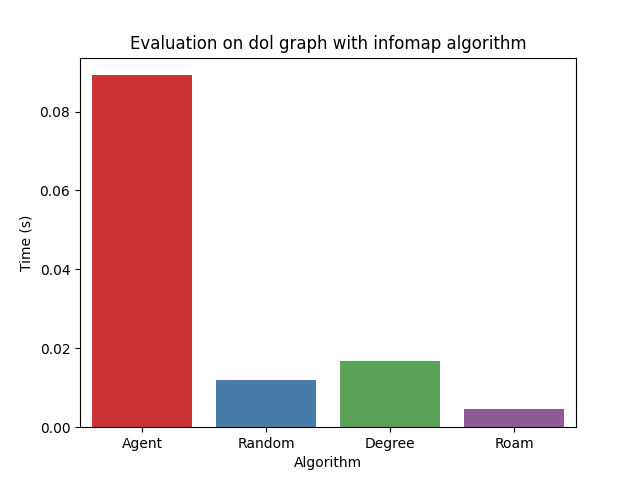 Evaluation on dol graph with infomap algorithm
Time (s)
0.08
0.06
0.04
0.02
0.00
Agent Random Degree Roam
Algorithm